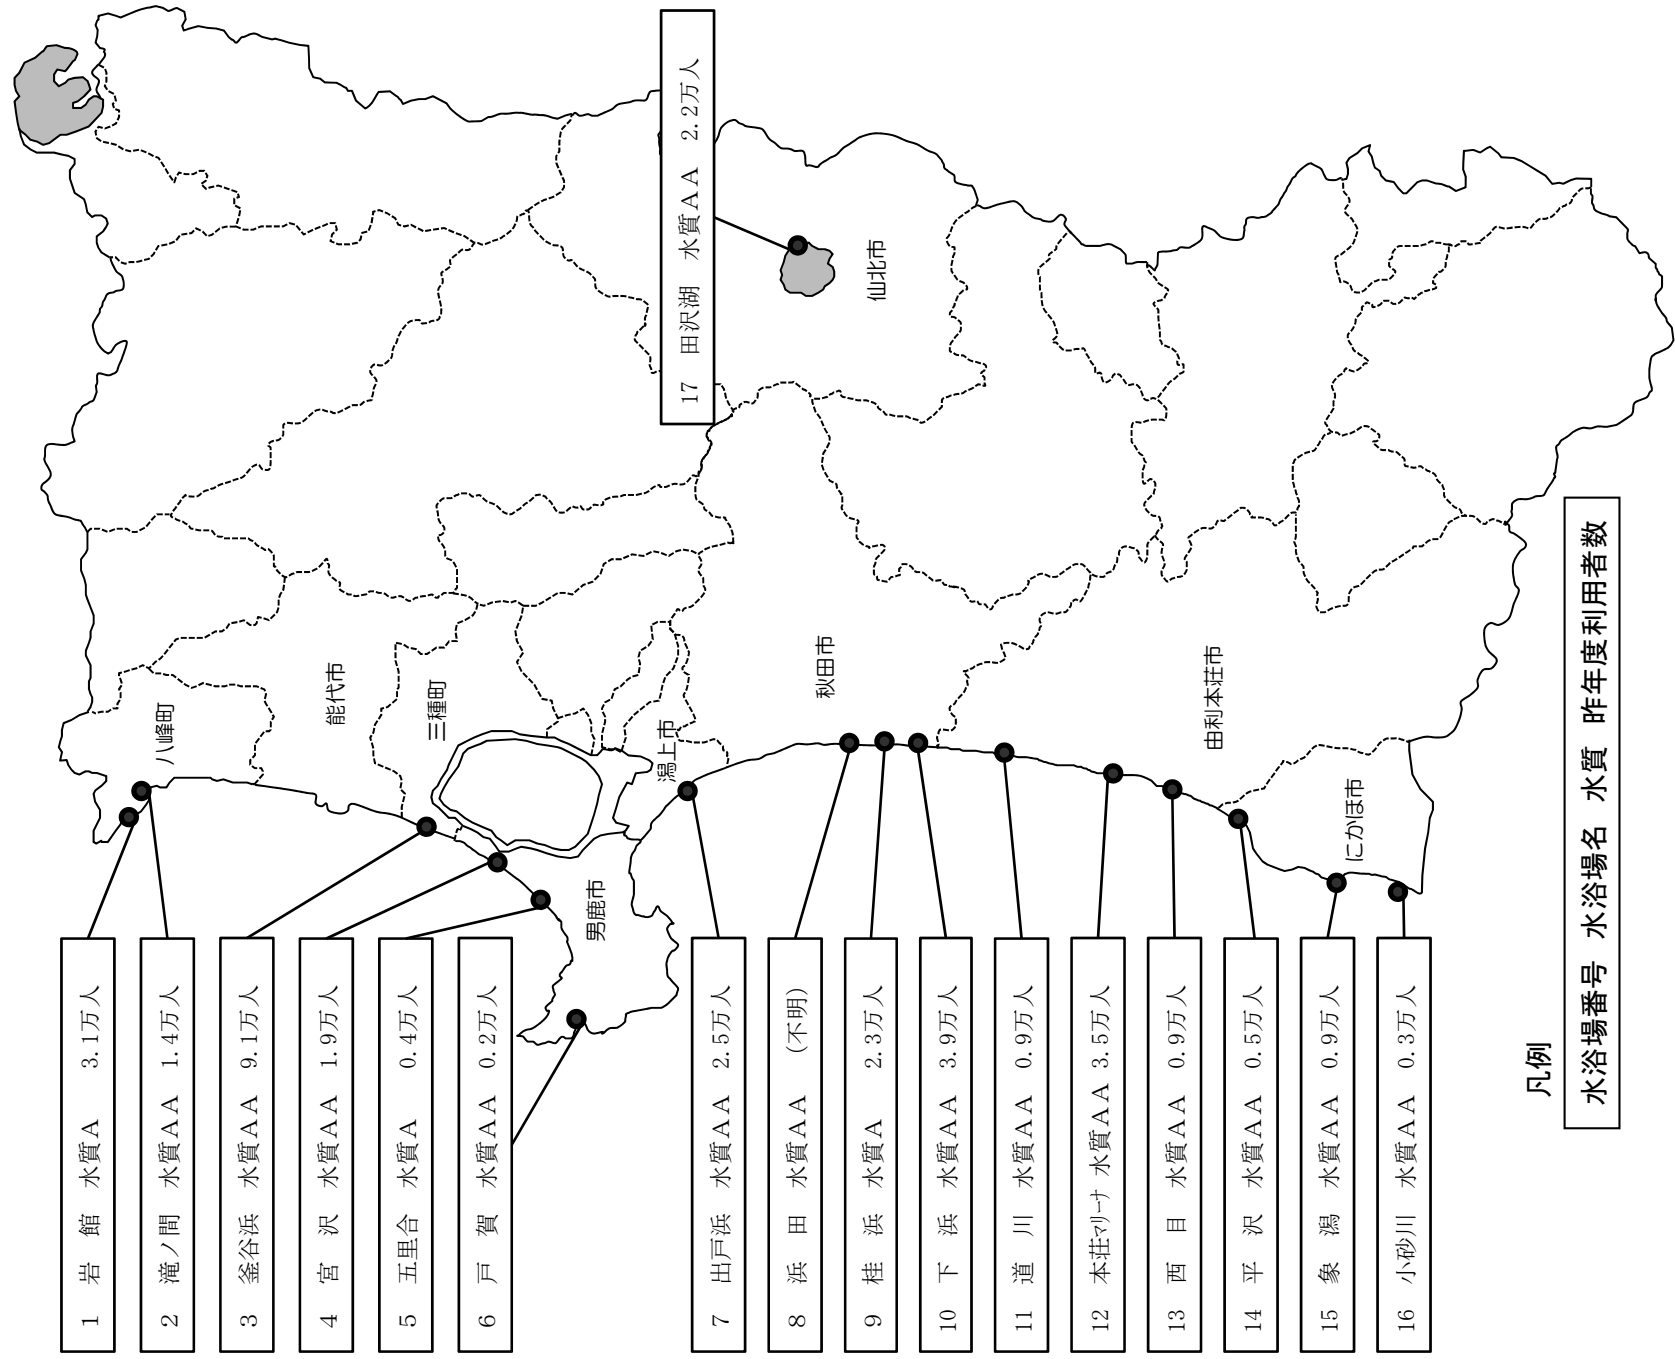 1 岩 館 水質A 3.1万人
2 滝ノ間 水質AA 1.4万人
3 釜谷浜 水質AA 9.1万人
4 宮 沢 水質AA 1.9万人
5 五里合 水質A 0.4万人
6 戸 賀 水質AA 0.2万人
7 出戸浜 水質AA 2.5万人
8 浜 田 水質AA (不明)
9 桂 浜 水質A 2.3万人
10 下 浜 水質AA 3.9万人
11 道 川 水質AA 0.9万人
12 本荘マリーナ 水質AA 3.5万人
13 西 目 水質AA 0.9万人
14 平 沢 水質AA 0.5万人
15 象 潟 水質AA 0.9万人
16 小砂川 水質AA 0.3万人
17 田沢湖 水質AA 2.2万人
八峰町
能代市
三種町
男鹿市
潟上市
秋田市
仙北市
由利本荘市
にかほ市
凡例
水浴場番号 水浴場名 水質 昨年度利用者数